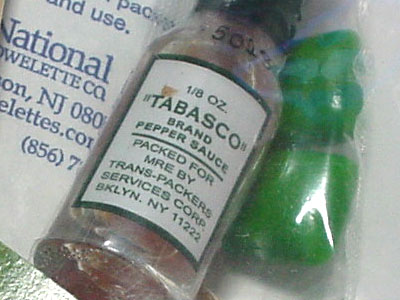 and use.
National
OWELETTE CO.
on, NJ 080
elettes.co
(856) 7
1/8 OZ.
"TABASCO"
BRAND
PEPPER SAUCE
PACKED FOR
MRE BY
TRANS-PACKERS
SERVICES CORP.
BKLYN. NY 11222